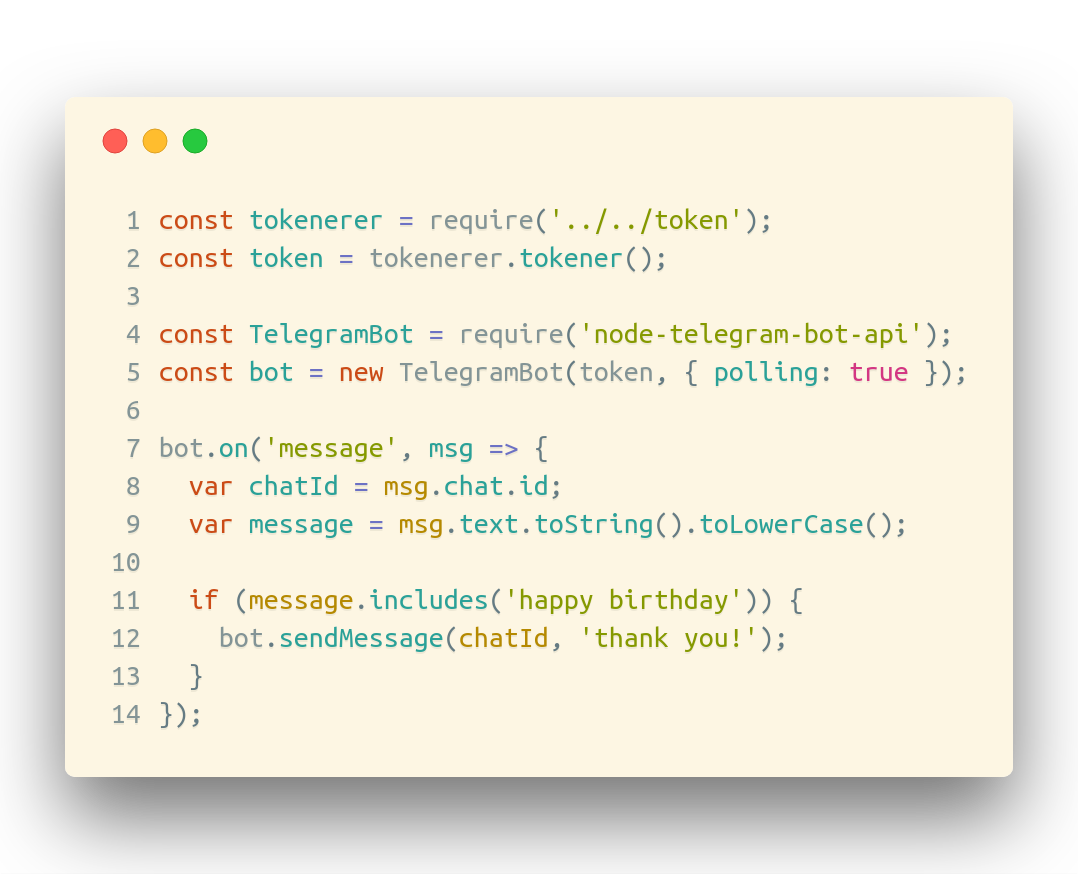 1 const tokenerer = require('../../token');
2 const token = tokenerer.tokener();
3
4 const TelegramBot = require('node-telegram-bot-api');
5 const bot = new TelegramBot(token, { polling: true });
6
7 bot.on('message', msg => {
8   var chatId = msg.chat.id;
9   var message = msg.text.toString().toLowerCase();
10
11   if (message.includes('happy birthday')) {
12     bot.sendMessage(chatId, 'thank you!');
13   }
14 });